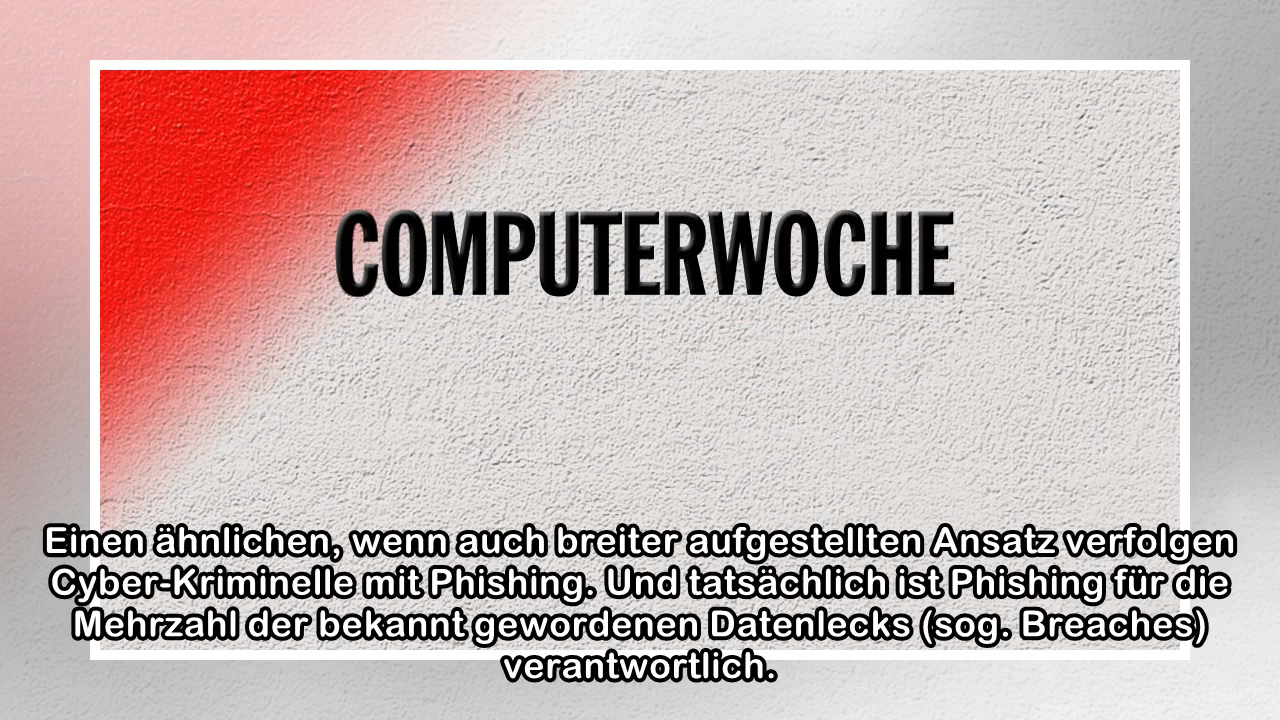 COMPUTERWOCHE
Einen ähnlichen, wenn auch breiter aufgestellten Ansatz verfolgen
Cyber-Kriminelle mit Phishing. Und tatsächlich ist Phishing für die
Mehrzahl der bekannt gewordenen Datenlecks (sog. Breaches)
verantwortlich.